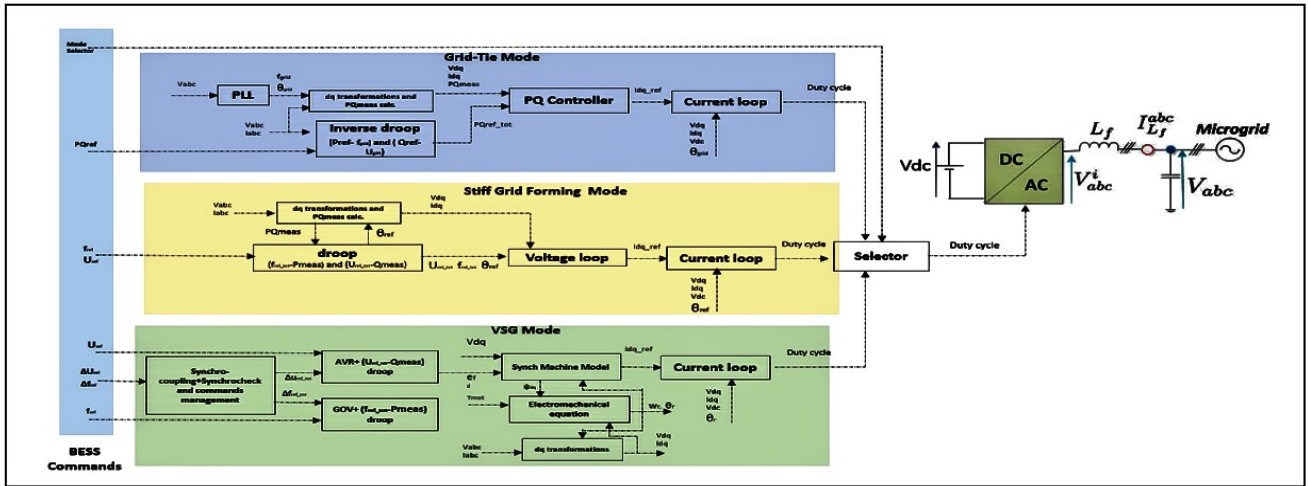 Mode
Selector
Grid-Tie Mode
Vabc
PLL
fgrid
θgrid
Vabc
Iabc
dq transformations and
PQmeas calc.
Vdq
Idq
PQmeas
PQref
Inverse droop
(Pref- fgrid) and ( Qref-
Ugrid)
PQref_tot
PQ Controller
Idq_ref
Current loop
Duty cycle
Vdq
Idq
Vdc
θgrid
Stiff Grid Forming Mode
Vabc
Iabc
dq transformations and
PQmeas calc.
Vdq
Idq
PQmeas
θref
fref
Uref
droop
(fref_tot-Pmeas) and (Uref_tot-Qmeas)
Uref_tot fref_tot θref
Voltage loop
Idq_ref
Current loop
Duty cycle
Vdq
Idq
Vdc
θref
VSG Mode
Uref
ΔUref
Δfref
fref
Synchro-
coupling+Synchrocheck
and commands
management
ΔUref_tot
Δfref_tot
AVR+ (Uref_tot-Qmeas)
droop
GOV+ (fref_tot-Pmeas)
droop
Vdq
ef
d
Tmot
Synch Machine Model
Electromechanical
equation
Wr, θr
Vabc
Iabc
dq transformations
Vdq
Idq
Idq_ref
Current loop
Duty cycle
Vdq
Idq
Vdc
θr
BESS
Commands
Selector
Duty cycle
Vdc
DC
AC
V^i_abc
L_f
I^abc_Lf
Microgrid
V_abc